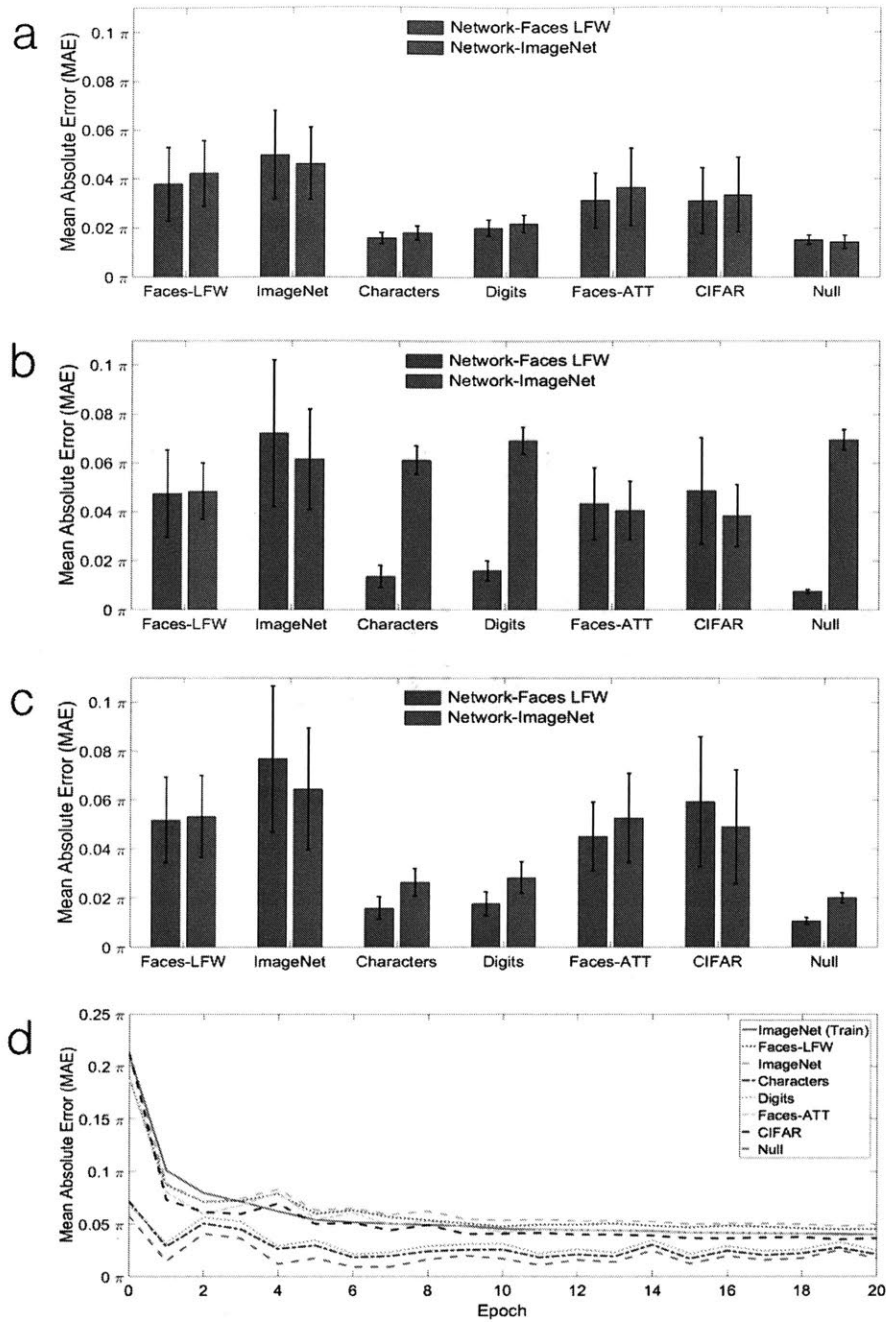 a
Mean Absolute Error (MAE)
0.1 π
0.08 π
0.06 π
0.04 π
0.02 π
0 π
Network-Faces LFW
Network-ImageNet
Faces-LFW ImageNet Characters Digits Faces-ATT CIFAR Null
b
Mean Absolute Error (MAE)
0.1 π
0.08 π
0.06 π
0.04 π
0.02 π
0 π
Network-Faces LFW
Network-ImageNet
Faces-LFW ImageNet Characters Digits Faces-ATT CIFAR Null
c
Mean Absolute Error (MAE)
0.1 π
0.08 π
0.06 π
0.04 π
0.02 π
0 π
Network-Faces LFW
Network-ImageNet
Faces-LFW ImageNet Characters Digits Faces-ATT CIFAR Null
d
Mean Absolute Error (MAE)
0.25 π
0.2 π
0.15 π
0.1 π
0.05 π
0 π
ImageNet (Train)
Faces-LFW
ImageNet
Characters
Digits
Faces-ATT
CIFAR
Null
0 2 4 6 8 10 12 14 16 18 20
Epoch